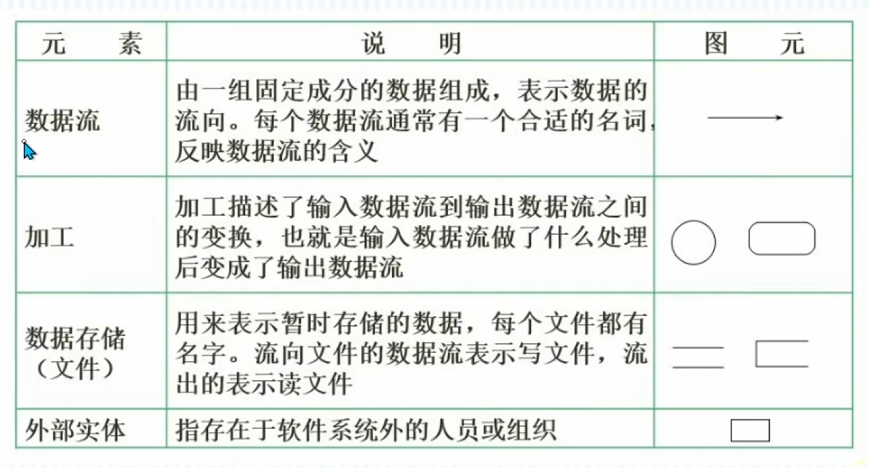 元 素 说 明 图 元
数据流
由一组固定成分的数据组成，表示数据的
流向。每个数据流通常有一个合适的名词，
反映数据流的含义
加工
加工描述了输入数据流到输出数据流之间
的变换，也就是输入数据流做了什么处理
后变成了输出数据流
数据存储
（文件）
用来表示暂时存储的数据，每个文件都有
名字。流向文件的数据流表示写文件，流
出的表示读文件
外部实体 指存在于软件系统外的人员或组织